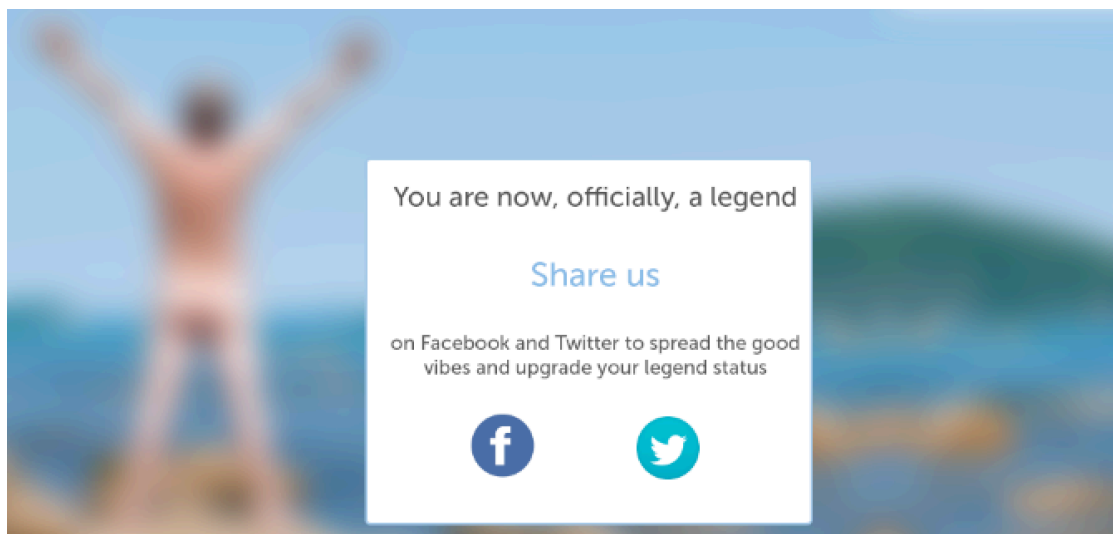 You are now, officially, a legend
Share us
on Facebook and Twitter to spread the good
vibes and upgrade your legend status